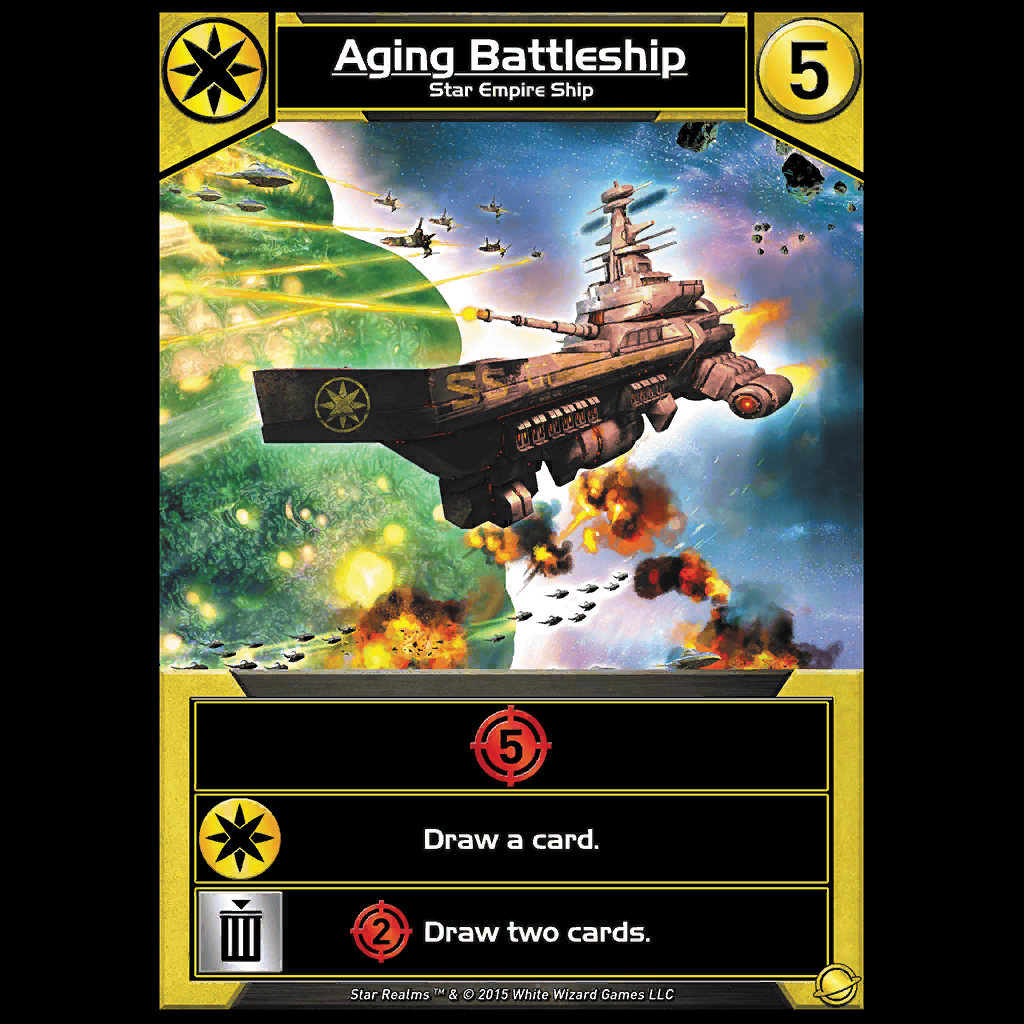 Aging Battleship
Star Empire Ship
5
SS
5
Draw a card.
2 Draw two cards.
Star Realms™ & © 2015 White Wizard Games LLC